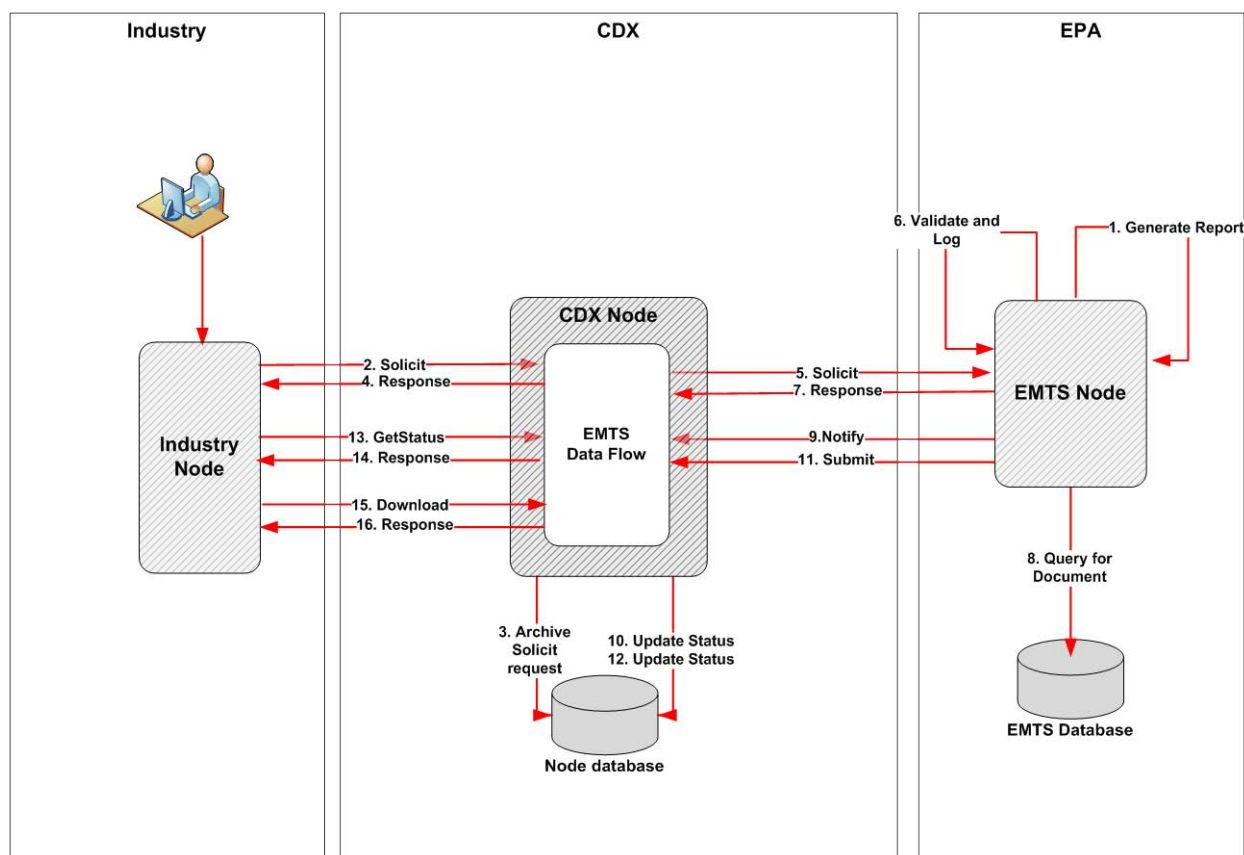 Industry
CDX
EPA
6. Validate and
Log
1. Generate Report
CDX Node
2. Solicit
4. Response
5. Solicit
7. Response
EMTS Node
Industry
Node
13. GetStatus
14. Response
EMTS
Data Flow
9.Notify
11. Submit
15. Download
16. Response
8. Query for
Document
3. Archive
Solicit
request
10. Update Status
12. Update Status
Node database
EMTS Database